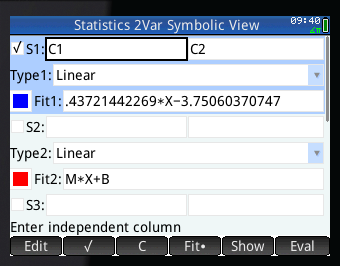 Statistics 2Var Symbolic View 09:40
√ S1: C1 C2
Type1: Linear
Fit1: .43721442269*X-3.75060370747
S2:
Type2: Linear
Fit2: M*X+B
S3:
Enter independent column
Edit √ C Fit• Show Eval